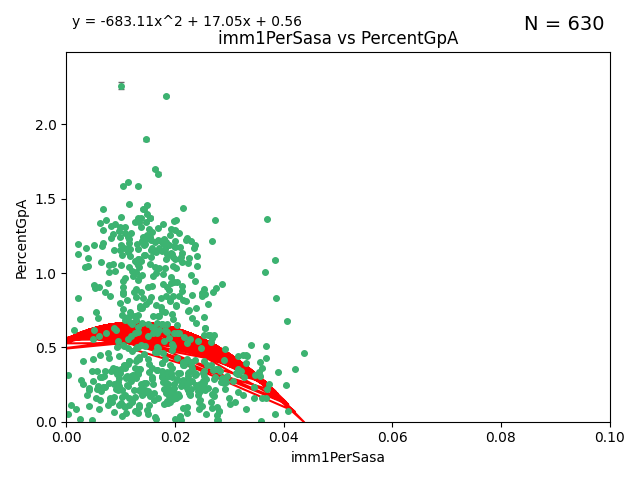 y = -683.11x^2 + 17.05x + 0.56
N = 630
imm1PerSasa vs PercentGpA
PercentGpA
2.0
1.5
1.0
0.5
0.0
0.00 0.02 0.04 0.06 0.08 0.10
imm1PerSasa